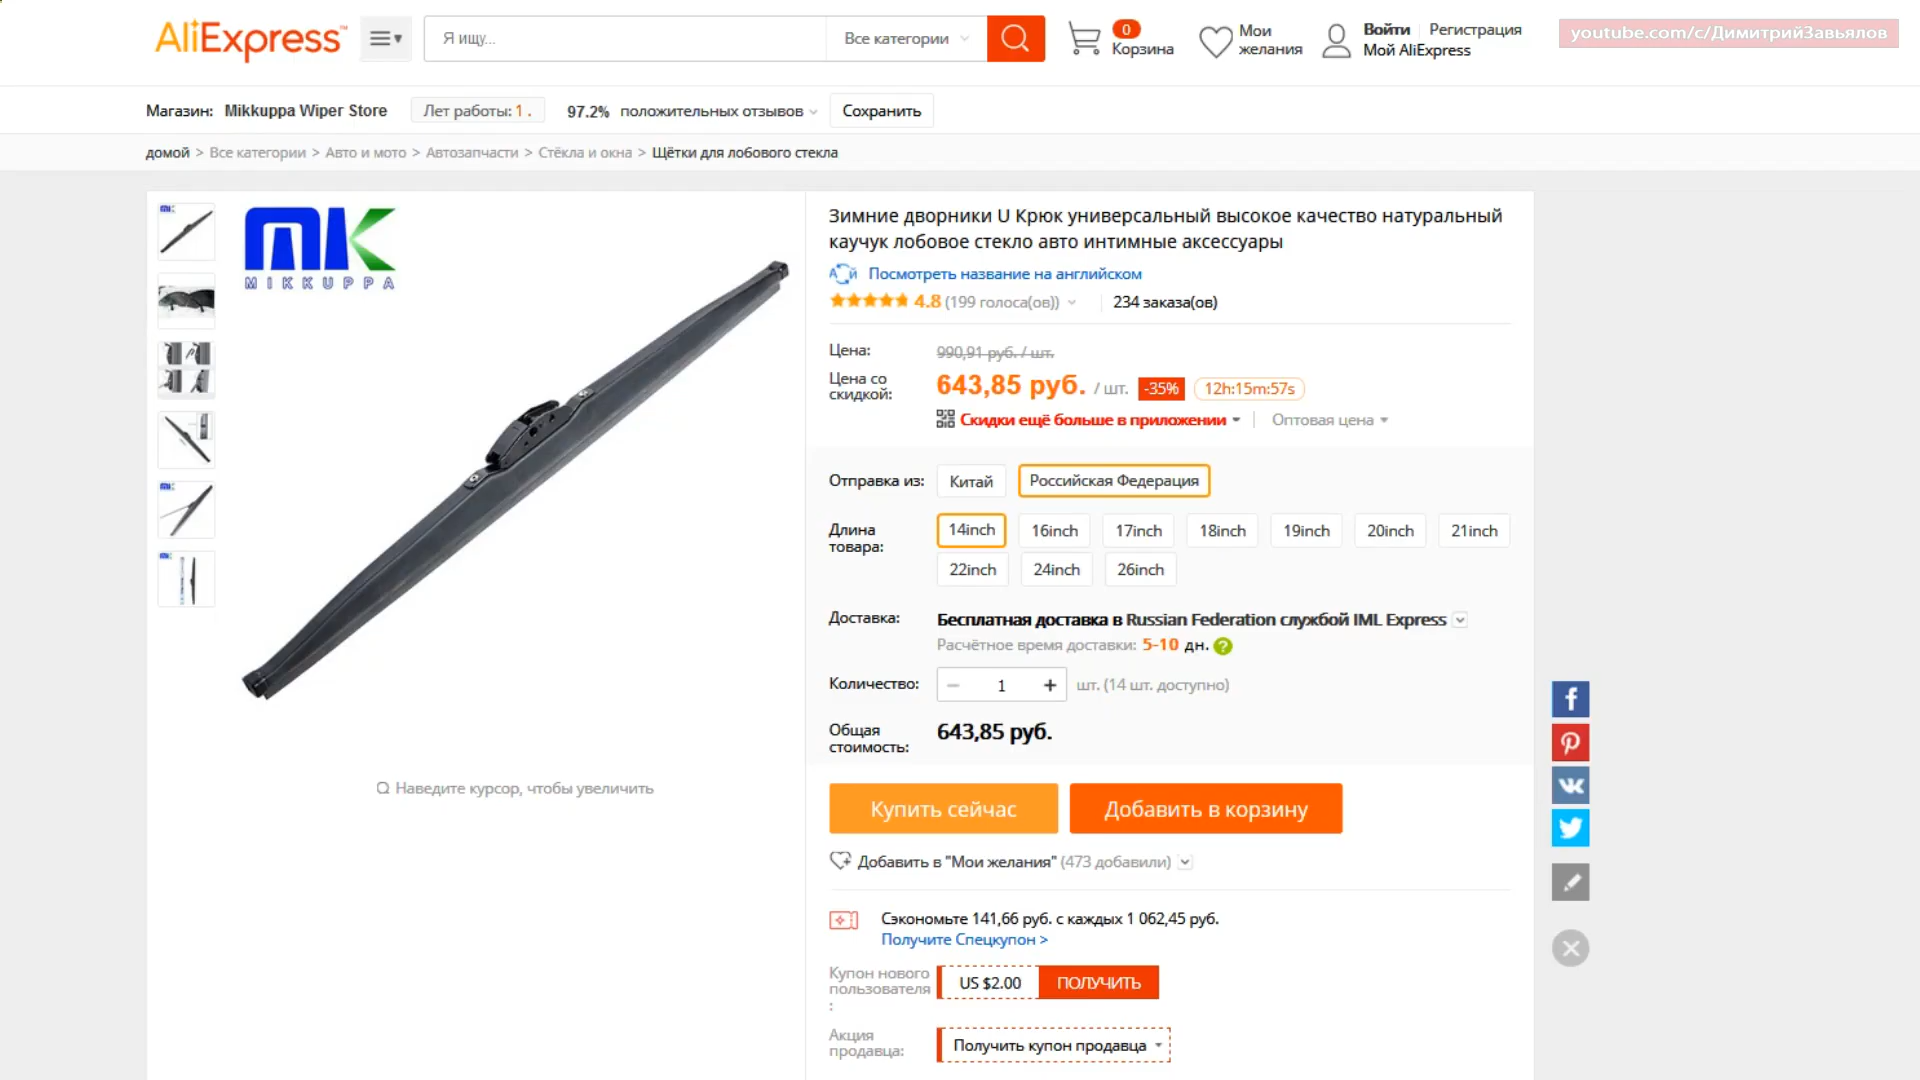 AliExpress™
Я ищу...
Все категории
0
Корзина
Мои желания
Войти
Регистрация
Мой AliExpress
youtube.com/c/ДимитрийЗавьялов
Магазин: Mikkuppa Wiper Store
Лет работы: 1 .
97.2% положительных отзывов
Сохранить
домой > Все категории > Авто и мото > Автозапчасти > Стёкла и окна > Щётки для лобового стекла
MK
MIKKUPPA
Наведите курсор, чтобы увеличить
Зимние дворники U Крюк универсальный высокое качество натуральный
каучук лобовое стекло авто интимные аксессуары
Посмотреть название на английском
4.8 (199 голоса(ов))
234 заказа(ов)
Цена:
990,91 руб. / шт.
Цена со
скидкой:
643,85 руб. / шт.
-35%
12h:15m:57s
Скидки ещё больше в приложении
Оптовая цена
Отправка из:
Китай
Российская Федерация
Длина
товара:
14inch 16inch 17inch 18inch 19inch 20inch 21inch
22inch 24inch 26inch
Доставка:
Бесплатная доставка в Russian Federation службой IML Express
Расчётное время доставки: 5-10 дн. ?
Количество:
− 1 +
шт. (14 шт. доступно)
Общая
стоимость:
643,85 руб.
Купить сейчас
Добавить в корзину
Добавить в "Мои желания" (473 добавили)
Сэкономьте 141,66 руб. с каждых 1 062,45 руб.
Получите Спецкупон >
Купон нового
пользователя
:
US $2.00
ПОЛУЧИТЬ
Акция
продавца:
Получить купон продавца